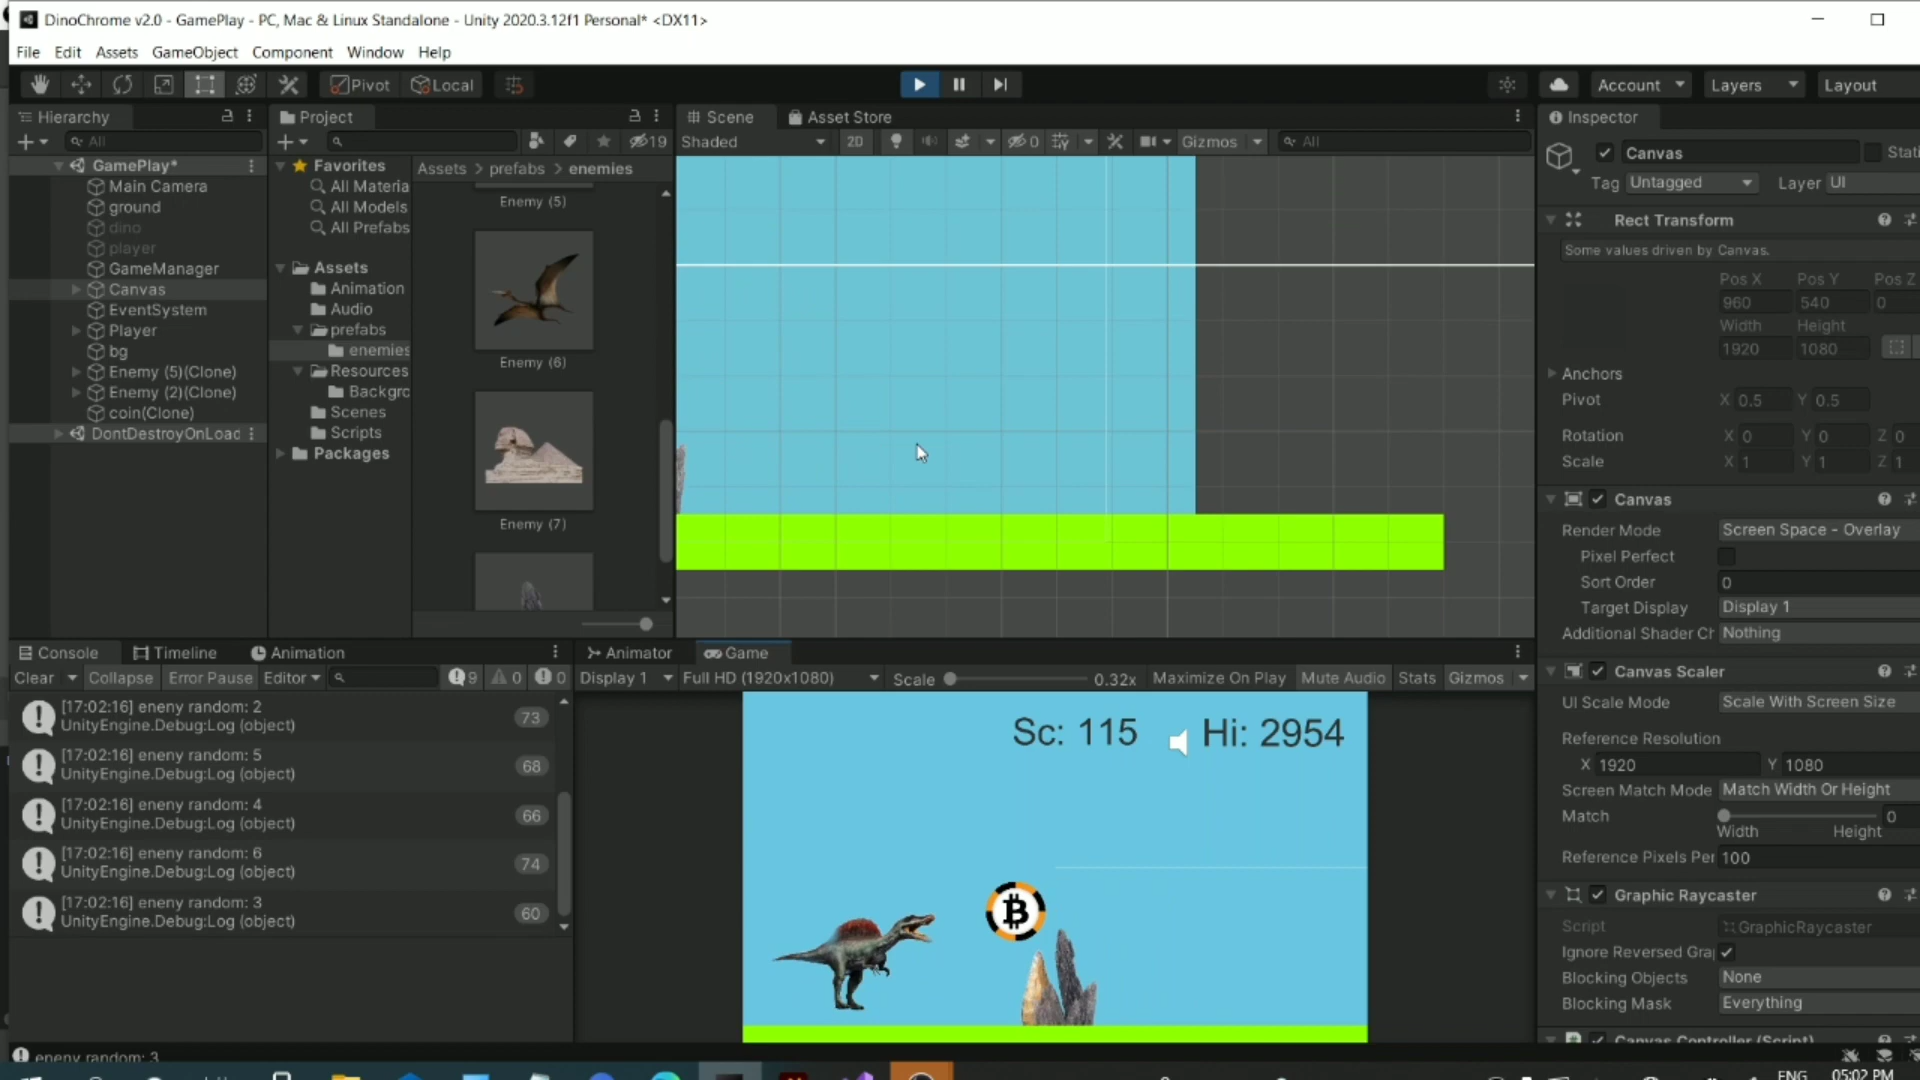 DinoChrome v2.0 - GamePlay - PC, Mac & Linux Standalone - Unity 2020.3.12f1 Personal* <DX11>
File Edit Assets GameObject Component Window Help
Pivot Local Account Layers Layout
Hierarchy
All
GamePlay*
Main Camera
ground
dino
player
GameManager
Canvas
EventSystem
Player
bg
Enemy (5)(Clone)
Enemy (2)(Clone)
coin(Clone)
DontDestroyOnLoad
Project
19
Favorites
All Materia
All Models
All Prefabs
Assets
Animation
Audio
prefabs
enemies
Resources
Backgro
Scenes
Scripts
Packages
Assets > prefabs > enemies
Enemy (5)
Enemy (6)
Enemy (7)
Scene Asset Store
Shaded 2D 0 Gizmos All
Inspector
Canvas Stati
Tag Untagged Layer UI
Rect Transform
Some values driven by Canvas.
Pos X Pos Y Pos Z
960 540 0
Width Height
1920 1080
Anchors
Pivot X 0.5 Y 0.5
Rotation X 0 Y 0 Z 0
Scale X 1 Y 1 Z 1
Canvas
Render Mode Screen Space - Overlay
Pixel Perfect
Sort Order 0
Target Display Display 1
Additional Shader Ch Nothing
Canvas Scaler
UI Scale Mode Scale With Screen Size
Reference Resolution
X 1920 Y 1080
Screen Match Mode Match Width Or Height
Match 0
Width Height
Reference Pixels Per 100
Graphic Raycaster
Script GraphicRaycaster
Ignore Reversed Gra
Blocking Objects None
Blocking Mask Everything
Canvas Controller (Script)
Console Timeline Animation
Clear Collapse Error Pause Editor 9 0 0
[17:02:16] eneny random: 2 73
UnityEngine.Debug:Log (object)
[17:02:16] eneny random: 5 68
UnityEngine.Debug:Log (object)
[17:02:16] eneny random: 4 66
UnityEngine.Debug:Log (object)
[17:02:16] eneny random: 6 74
UnityEngine.Debug:Log (object)
[17:02:16] eneny random: 3 60
UnityEngine.Debug:Log (object)
eneny random: 3
Animator Game
Display 1 Full HD (1920x1080) Scale 0.32x Maximize On Play Mute Audio Stats Gizmos
Sc: 115 Hi: 2954
ENG 05:02 PM